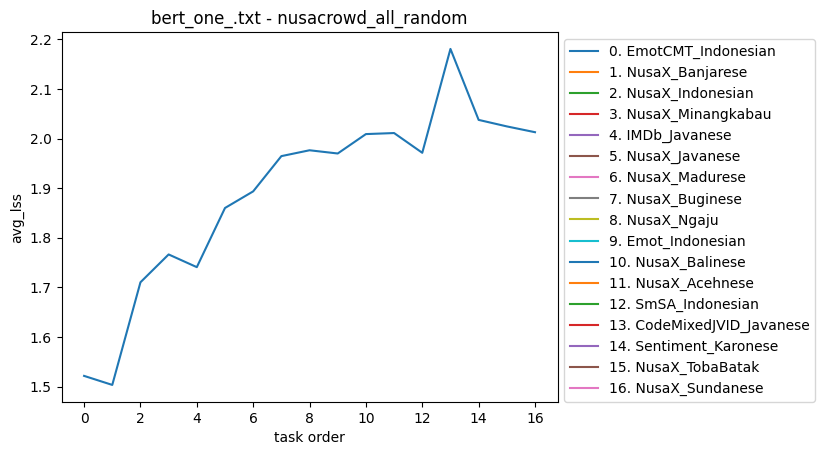 bert_one_.txt - nusacrowd_all_random
2.2
2.1
2.0
1.9
1.8
1.7
1.6
1.5
avg_lss
0 2 4 6 8 10 12 14 16
task order
0. EmotCMT_Indonesian
1. NusaX_Banjarese
2. NusaX_Indonesian
3. NusaX_Minangkabau
4. IMDb_Javanese
5. NusaX_Javanese
6. NusaX_Madurese
7. NusaX_Buginese
8. NusaX_Ngaju
9. Emot_Indonesian
10. NusaX_Balinese
11. NusaX_Acehnese
12. SmSA_Indonesian
13. CodeMixedJVID_Javanese
14. Sentiment_Karonese
15. NusaX_TobaBatak
16. NusaX_Sundanese